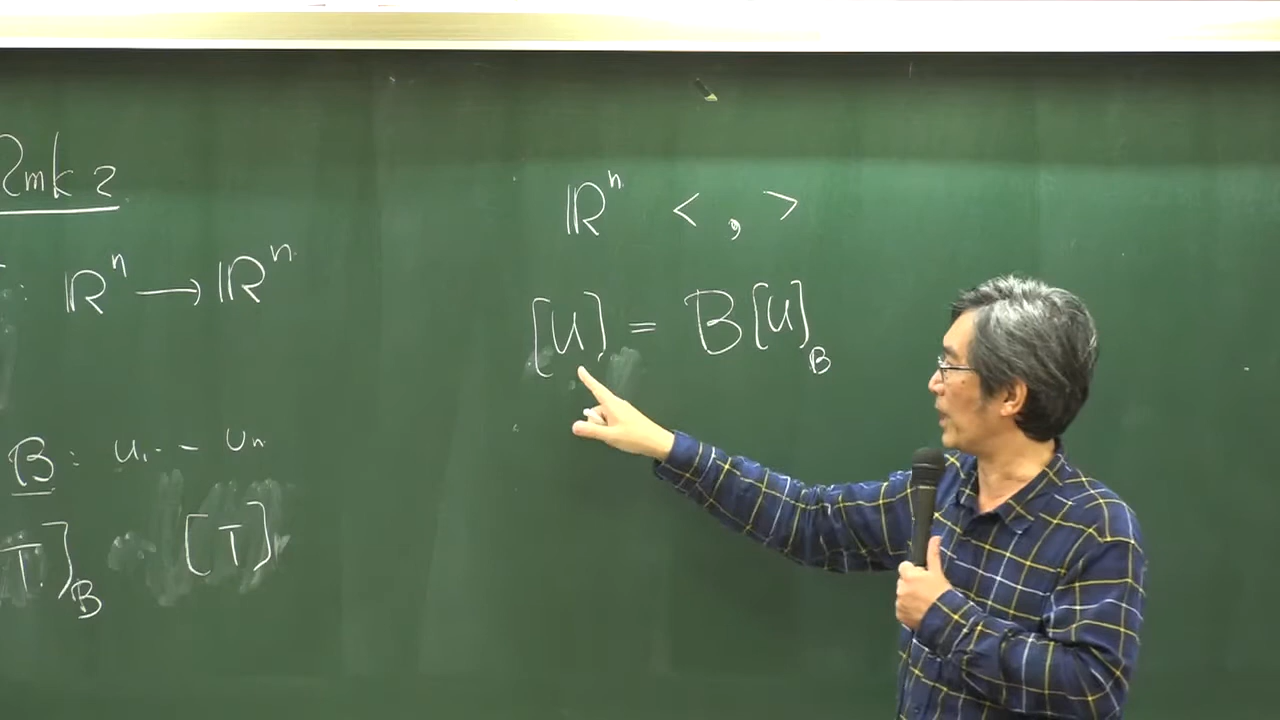 Rmk 2
: ℝⁿ ⟶ ℝⁿ
B : u₁ -- uₙ
T]_B [T]
ℝⁿ < , >
[u] = B[u]_B